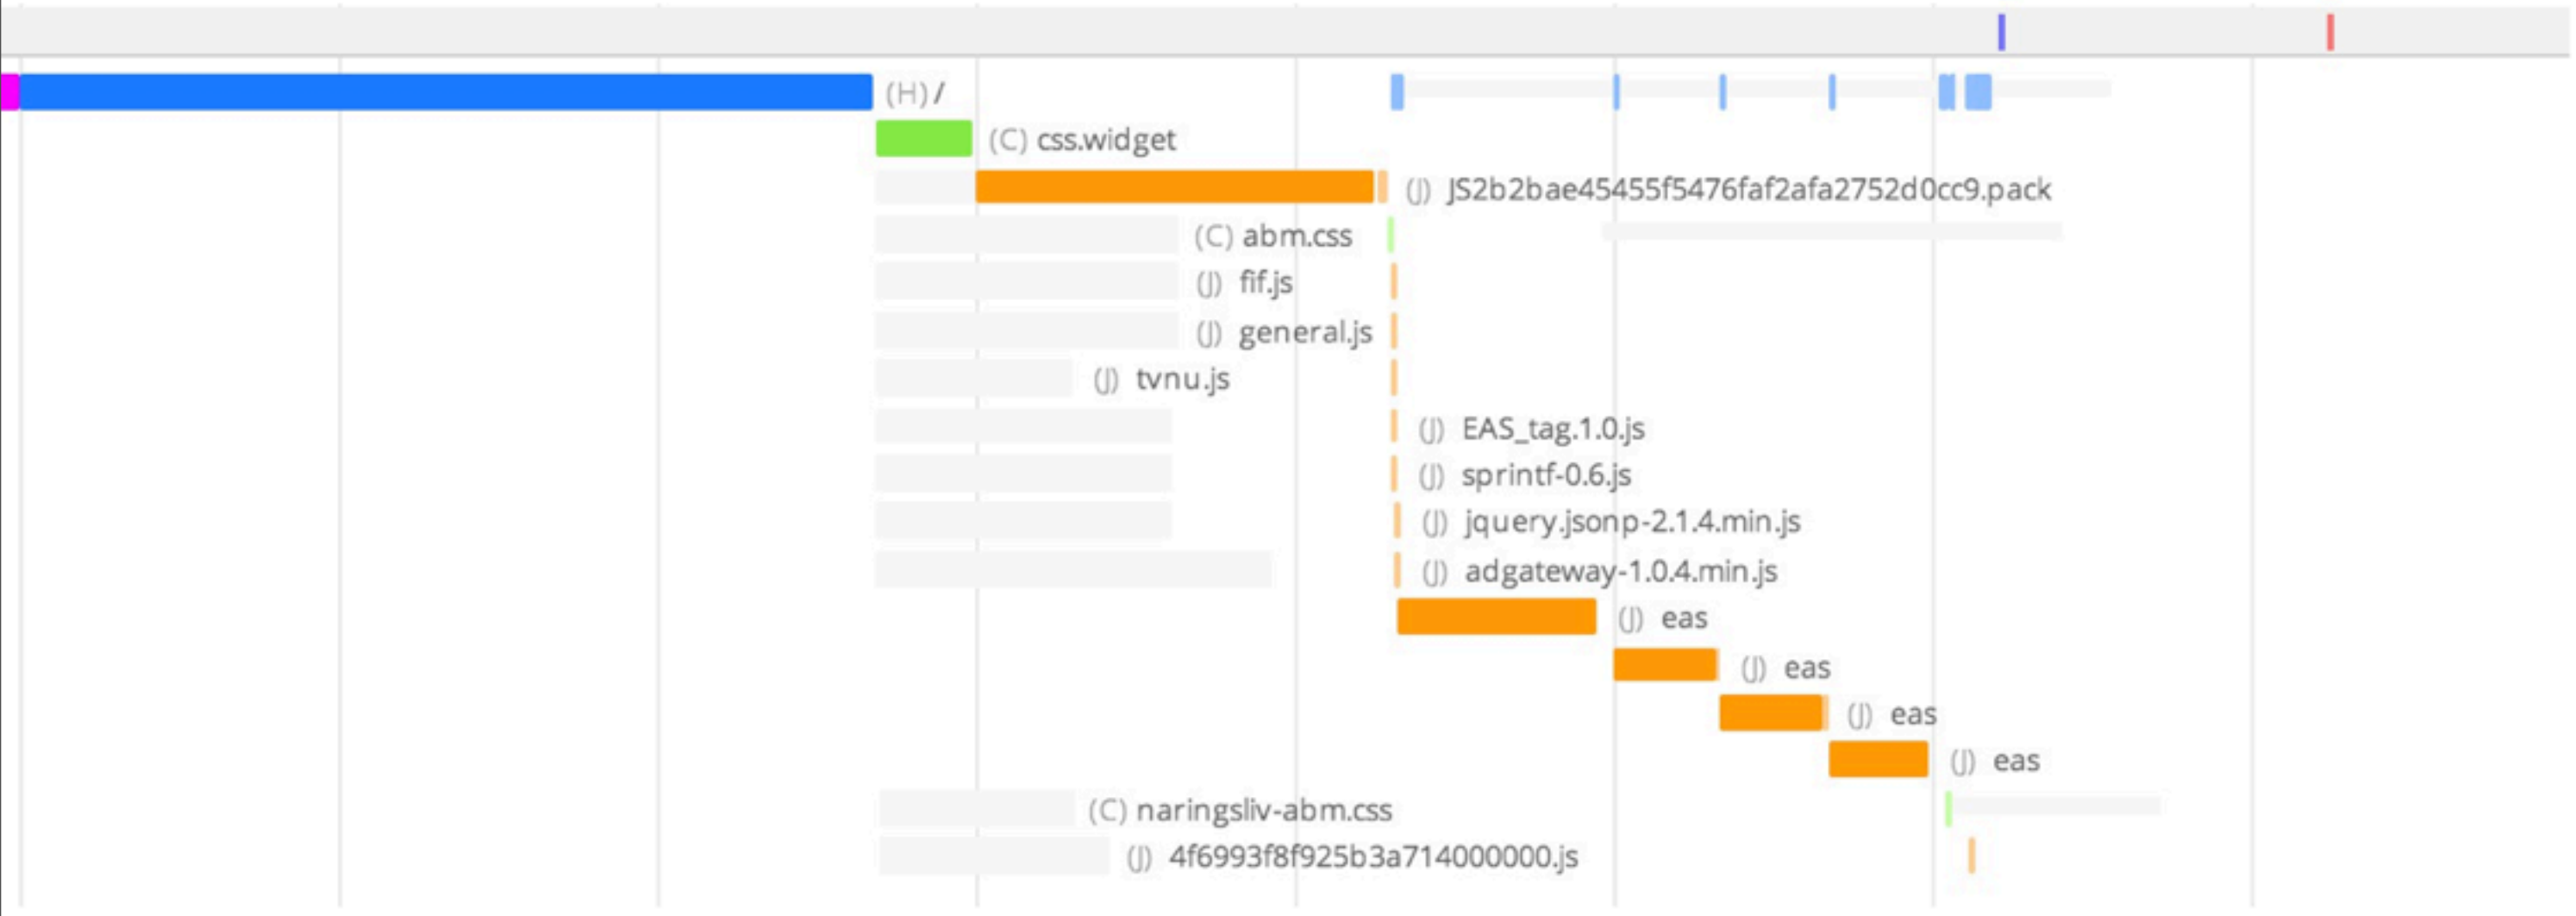 (H) /
(C) css.widget
(J) JS2b2bae45455f5476faf2afa2752d0cc9.pack
(C) abm.css
(J) fif.js
(J) general.js
(J) tvnu.js
(J) EAS_tag.1.0.js
(J) sprintf-0.6.js
(J) jquery.jsonp-2.1.4.min.js
(J) adgateway-1.0.4.min.js
(J) eas
(J) eas
(J) eas
(J) eas
(C) naringsliv-abm.css
(J) 4f6993f8f925b3a714000000.js